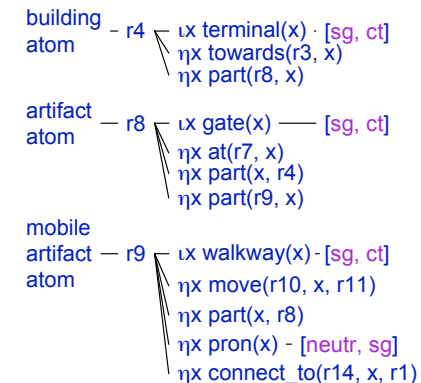 building
atom
r4
ιx terminal(x) - [sg, ct]
ηx towards(r3, x)
ηx part(r8, x)
artifact
atom
r8
ιx gate(x) — [sg, ct]
ηx at(r7, x)
ηx part(x, r4)
ηx part(r9, x)
mobile
artifact
atom
r9
ιx walkway(x) - [sg, ct]
ηx move(r10, x, r11)
ηx part(x, r8)
ηx pron(x) - [neutr, sg]
ηx connect_to(r14, x, r1)